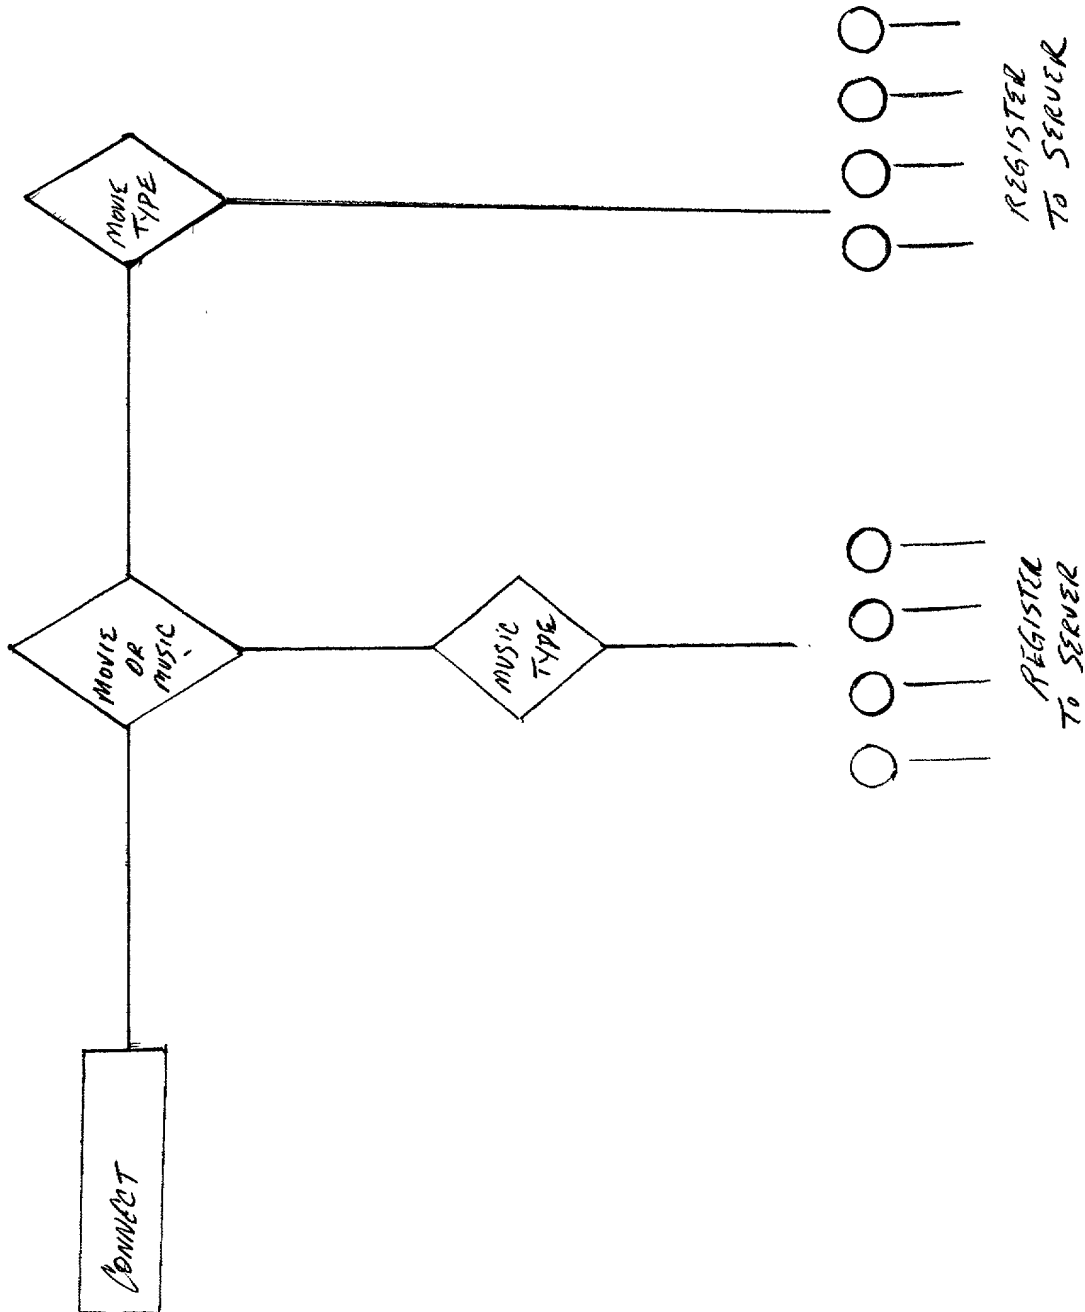 CONNECT
MOVIE
OR
MUSIC
MOVIE
TYPE
MUSIC
TYPE
REGISTER
TO SERVER
REGISTER
TO SERVER